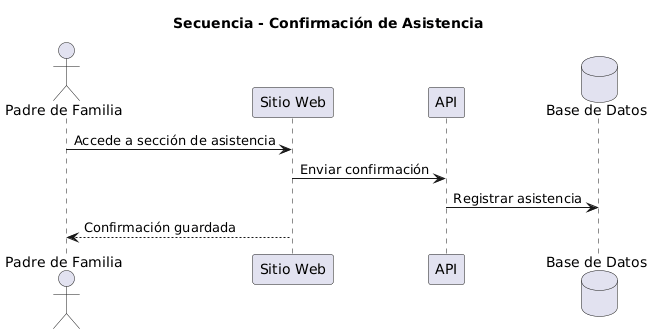 Secuencia - Confirmación de Asistencia
Padre de Familia
Sitio Web
API
Base de Datos
Accede a sección de asistencia
Enviar confirmación
Registrar asistencia
Confirmación guardada
Padre de Familia
Sitio Web
API
Base de Datos